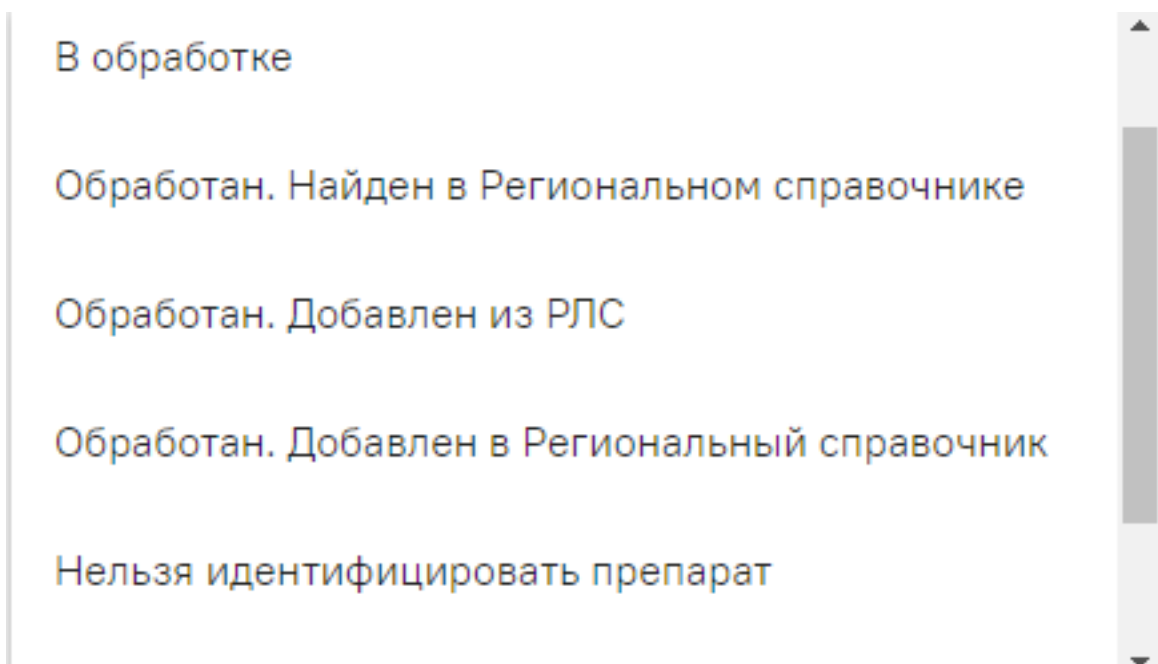 В обработке
Обработан. Найден в Региональном справочнике
Обработан. Добавлен из РЛС
Обработан. Добавлен в Региональный справочник
Нельзя идентифицировать препарат